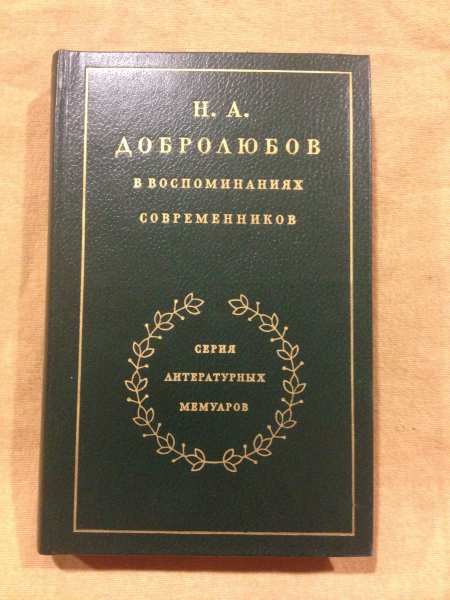 Н. А.
ДОБРОЛЮБОВ
В ВОСПОМИНАНИЯХ
СОВРЕМЕННИКОВ
СЕРИЯ
ЛИТЕРАТУРНЫХ
МЕМУАРОВ